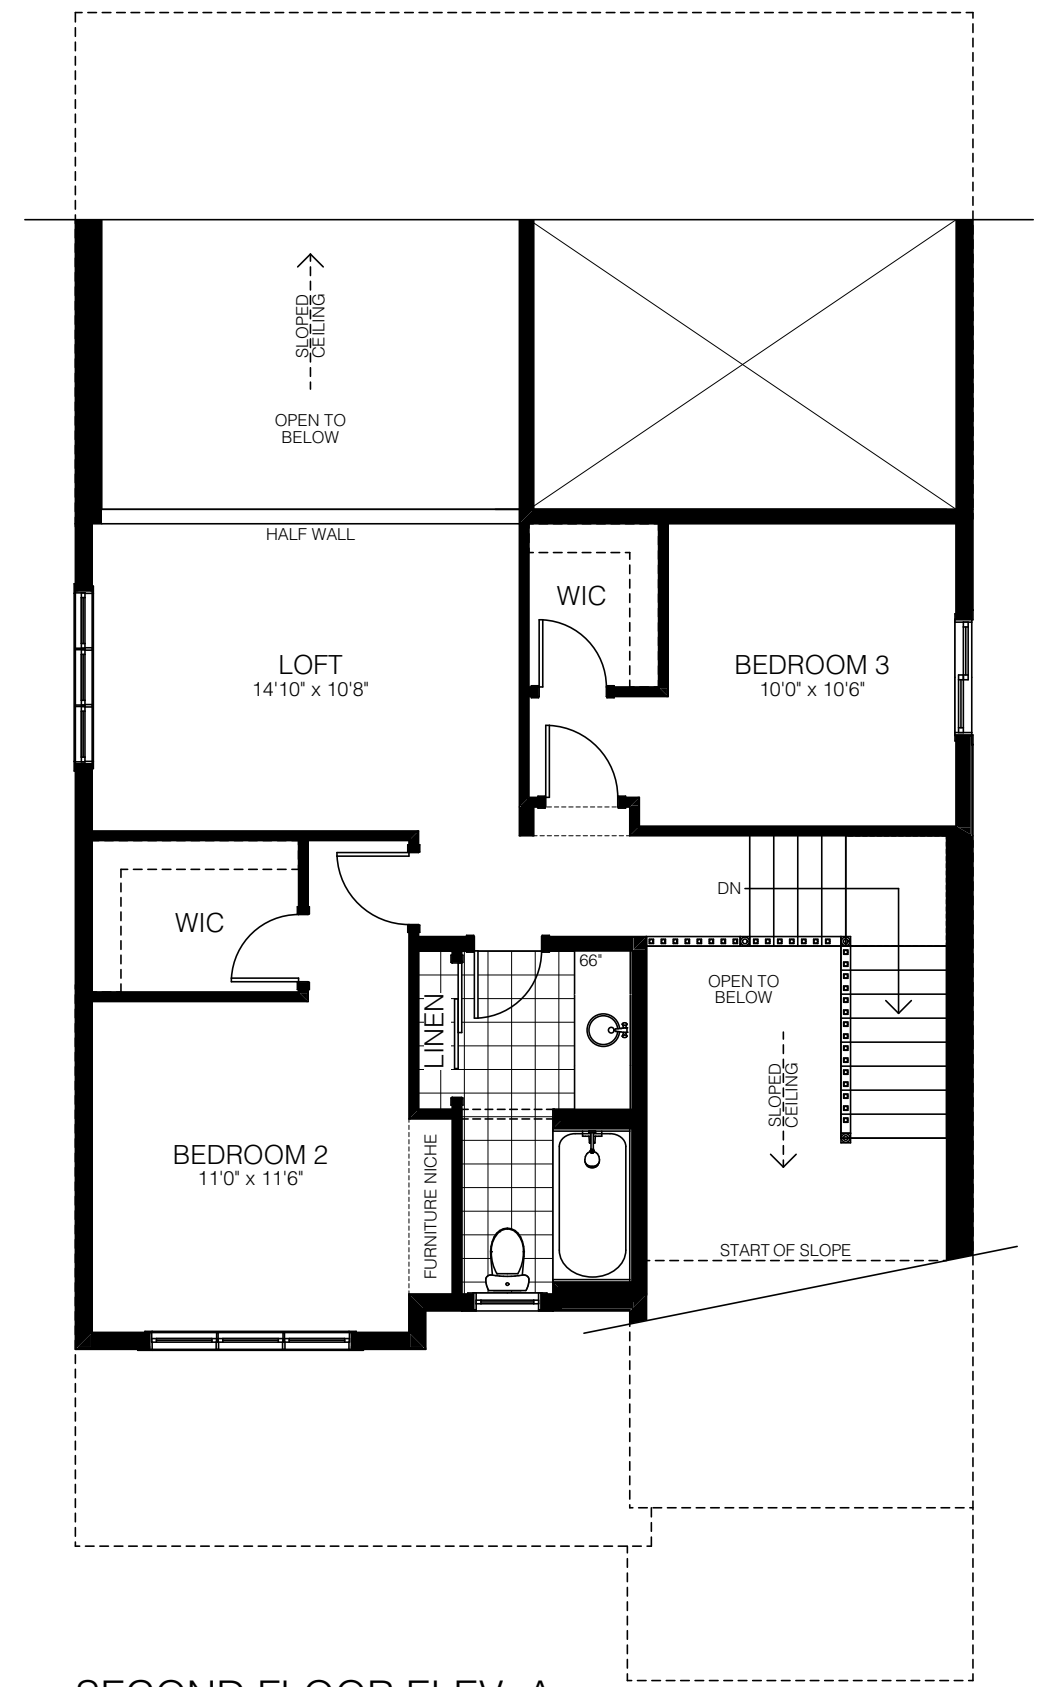 SLOPED
CEILING
OPEN TO
BELOW
HALF WALL
WIC
LOFT
14'10" x 10'8"
BEDROOM 3
10'0" x 10'6"
DN
WIC
66"
LINEN
OPEN TO
BELOW
SLOPED
CEILING
BEDROOM 2
11'0" x 11'6"
FURNITURE NICHE
START OF SLOPE
SECOND FLOOR ELEV. A